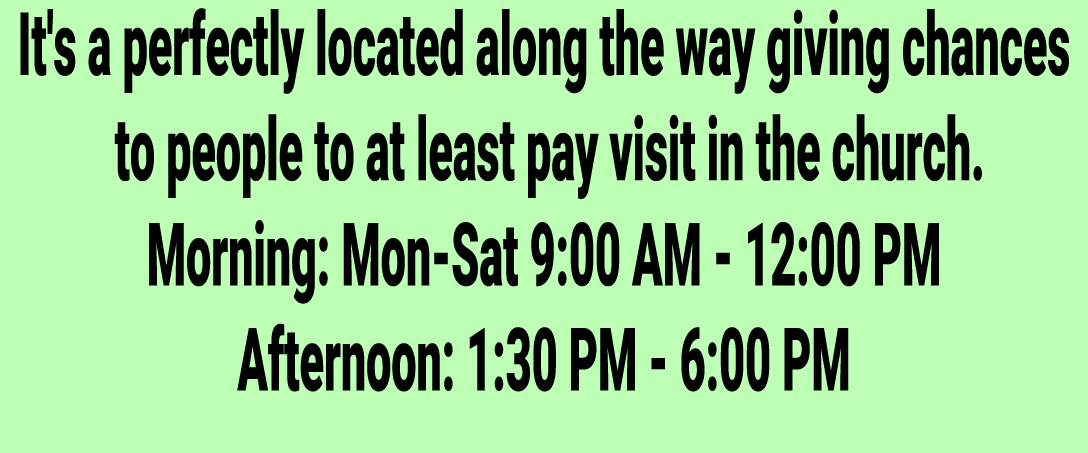 It's a perfectly located along the way giving chances
to people to at least pay visit in the church.
Morning: Mon-Sat 9:00 AM - 12:00 PM
Afternoon: 1:30 PM - 6:00 PM